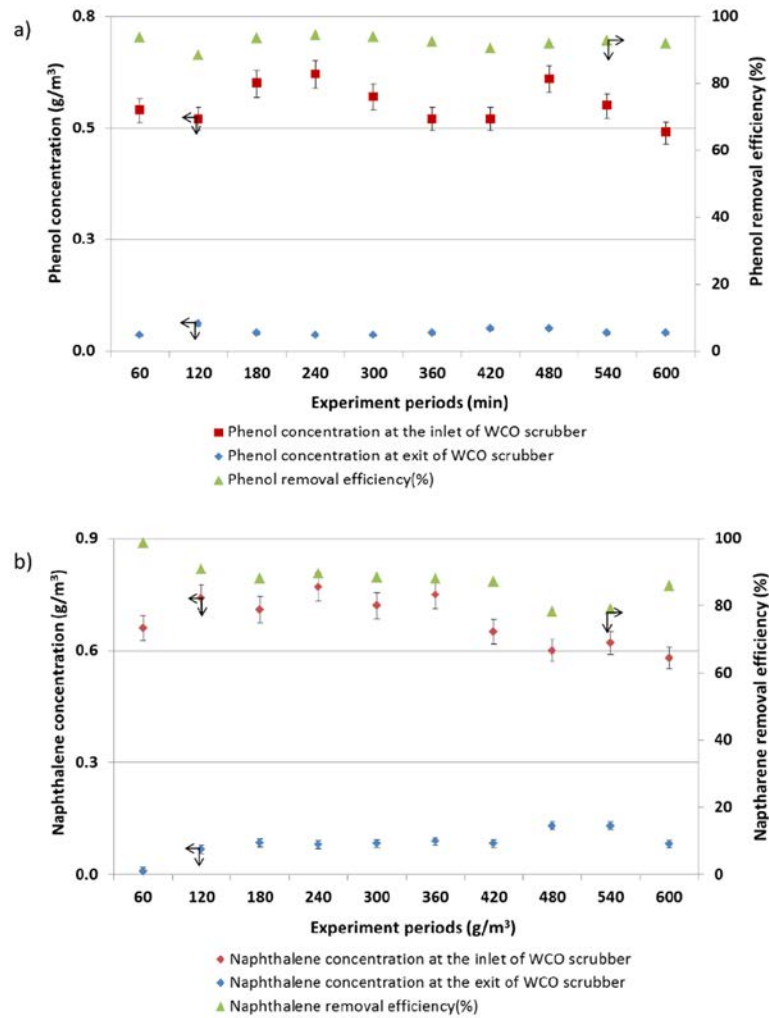 a)
0.8
0.5
0.3
0.0
Phenol concentration (g/m³)
100
80
60
40
20
0
Phenol removal efficiency (%)
60 120 180 240 300 360 420 480 540 600
Experiment periods (min)
Phenol concentration at the inlet of WCO scrubber
Phenol concentration at exit of WCO scrubber
Phenol removal efficiency(%)
b)
0.9
0.6
0.3
0.0
Naphthalene concentration (g/m³)
100
80
60
40
20
0
Naptharene removal efficiency (%)
60 120 180 240 300 360 420 480 540 600
Experiment periods (g/m³)
Naphthalene concentration at the inlet of WCO scrubber
Naphthalene concentration at the exit of WCO scrubber
Naphthalene removal efficiency(%)